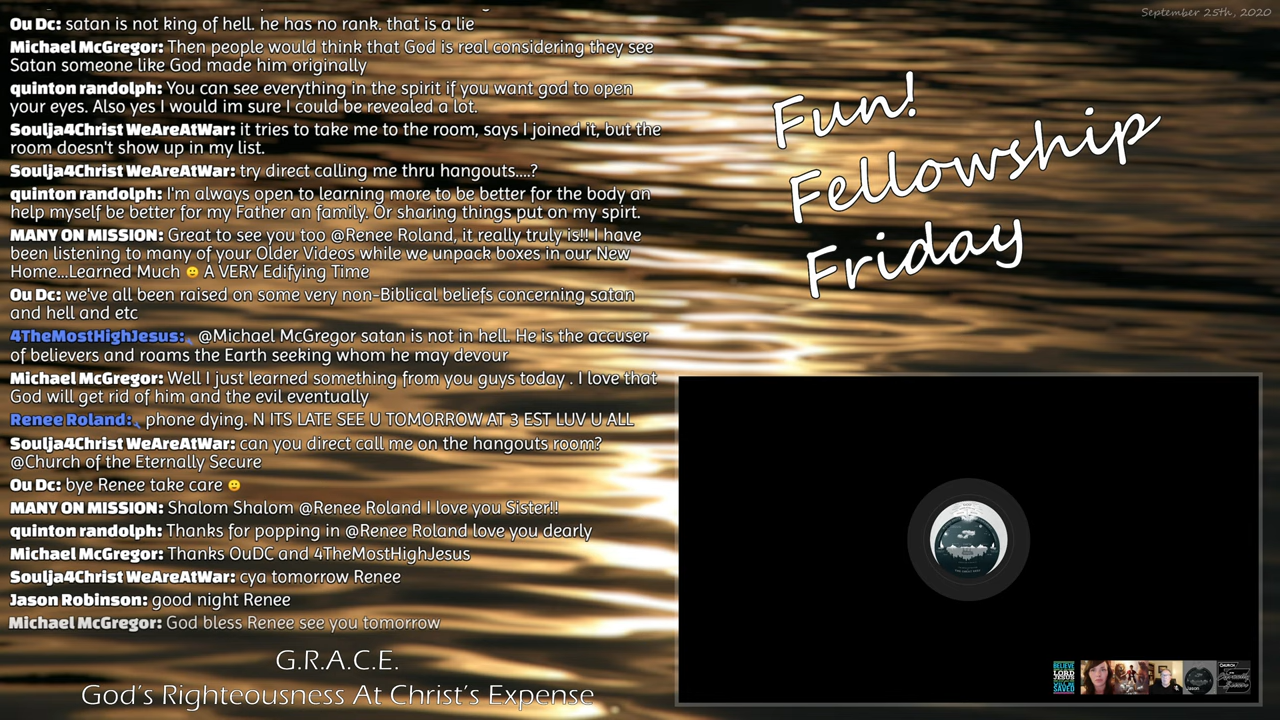 September 25th, 2020
Ou Dc: satan is not king of hell. he has no rank. that is a lie
Michael McGregor: Then people would think that God is real considering they see
Satan someone like God made him originally
quinton randolph: You can see everything in the spirit if you want god to open
your eyes. Also yes I would im sure I could be revealed a lot.
Soulja4Christ WeAreAtWar: it tries to take me to the room, says I joined it, but the
room doesn't show up in my list.
Soulja4Christ WeAreAtWar: try direct calling me thru hangouts....?
quinton randolph: I'm always open to learning more to be better for the body an
help myself be better for my Father an family. Or sharing things put on my spirt.
MANY ON MISSION: Great to see you too @Renee Roland, it really truly is!! I have
been listening to many of your Older Videos while we unpack boxes in our New
Home...Learned Much 🙂 A VERY Edifying Time
Ou Dc: we've all been raised on some very non-Biblical beliefs concerning satan
and hell and etc
4TheMostHighJesus: @Michael McGregor satan is not in hell. He is the accuser
of believers and roams the Earth seeking whom he may devour
Michael McGregor: Well I just learned something from you guys today . I love that
God will get rid of him and the evil eventually
Renee Roland: phone dying. N ITS LATE SEE U TOMORROW AT 3 EST LUV U ALL
Soulja4Christ WeAreAtWar: can you direct call me on the hangouts room?
@Church of the Eternally Secure
Ou Dc: bye Renee take care 🙂
MANY ON MISSION: Shalom Shalom @Renee Roland I love you Sister!!
quinton randolph: Thanks for popping in @Renee Roland love you dearly
Michael McGregor: Thanks OuDC and 4TheMostHighJesus
Soulja4Christ WeAreAtWar: cya tomorrow Renee
Jason Robinson: good night Renee
Michael McGregor: God bless Renee see you tomorrow
G.R.A.C.E.
God's Righteousness At Christ's Expense
Fun!
Fellowship
Friday
BELIEVE
LORD
JESUS
SAVED
Jason
CHURCH
Eternally
Secure